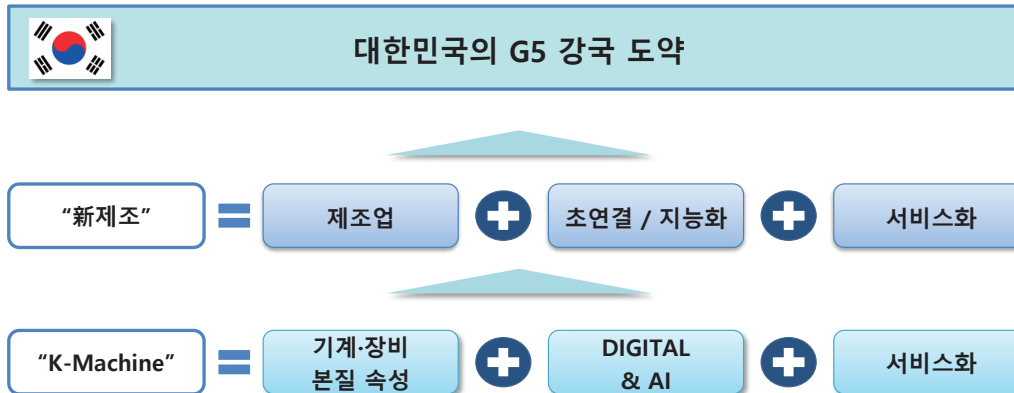 대한민국의 G5 강국 도약
“新제조” = 제조업 + 초연결 / 지능화 + 서비스화
“K-Machine” = 기계·장비 본질 속성 + DIGITAL & AI + 서비스화